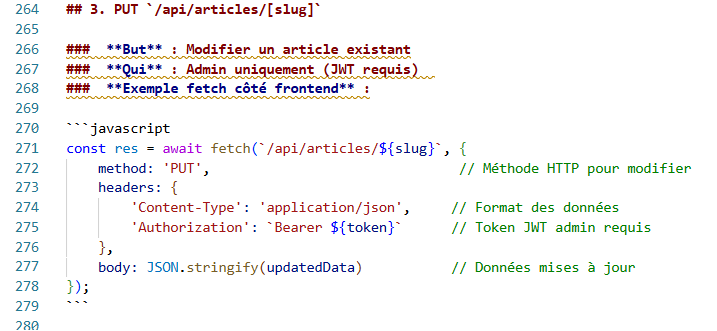 264 ## 3. PUT `/api/articles/[slug]`
265
266 ###  **But** : Modifier un article existant
267 ###  **Qui** : Admin uniquement (JWT requis)
268 ###  **Exemple fetch côté frontend** :
269
270 ```javascript
271 const res = await fetch(`/api/articles/${slug}`, {
272     method: 'PUT',                               // Méthode HTTP pour modifier
273     headers: {
274         'Content-Type': 'application/json',     // Format des données
275         'Authorization': `Bearer ${token}`      // Token JWT admin requis
276     },
277     body: JSON.stringify(updatedData)           // Données mises à jour
278 });
279 ```
280